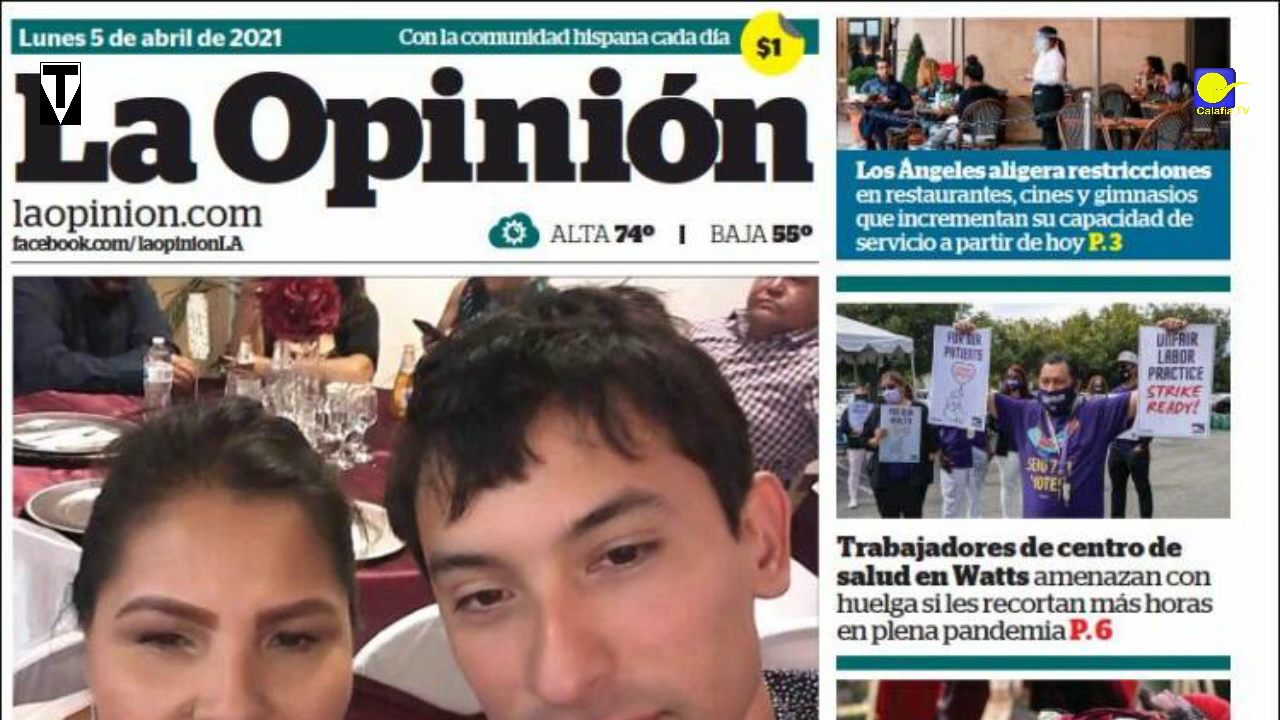 Lunes 5 de abril de 2021
Con la comunidad hispana cada día
$1
La Opinión
laopinion.com
facebook.com/laopinionLA
ALTA 74º | BAJA 55º
Calafia TV
Los Ángeles aligera restricciones
en restaurantes, cines y gimnasios
que incrementan su capacidad de
servicio a partir de hoy P. 3
FOR OUR
PATIENTS
UNFAIR
LABOR
PRACTICE
STRIKE
READY!
Trabajadores de centro de
salud en Watts amenazan con
huelga si les recortan más horas
en plena pandemia P. 6